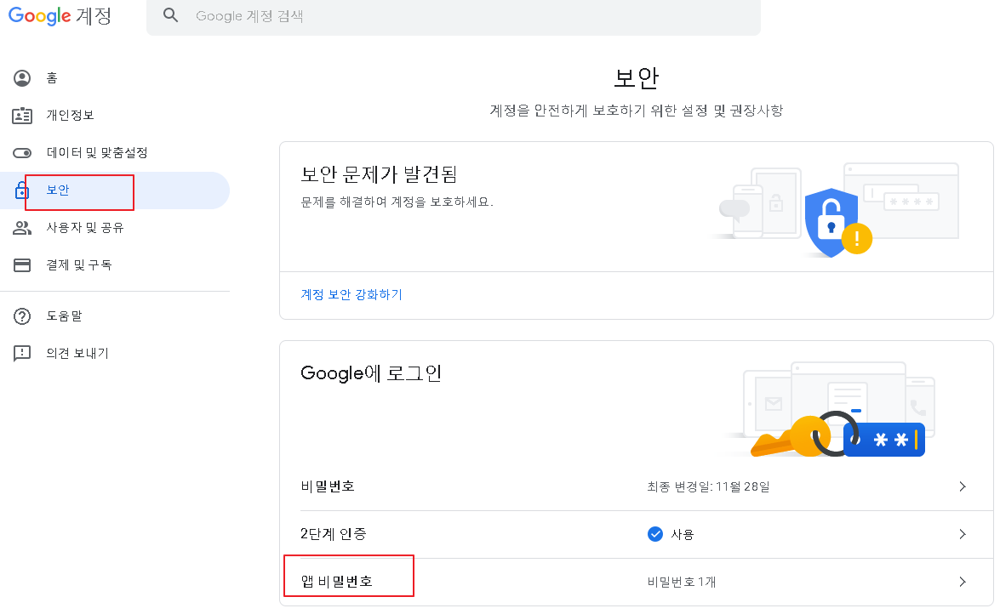 Google 계정
Google 계정 검색
홈
개인정보
데이터 및 맞춤설정
보안
사용자 및 공유
결제 및 구독
도움말
의견 보내기
보안
계정을 안전하게 보호하기 위한 설정 및 권장사항
보안 문제가 발견됨
문제를 해결하여 계정을 보호하세요.
계정 보안 강화하기
Google에 로그인
비밀번호
최종 변경일: 11월 28일
2단계 인증
사용
앱 비밀번호
비밀번호 1개